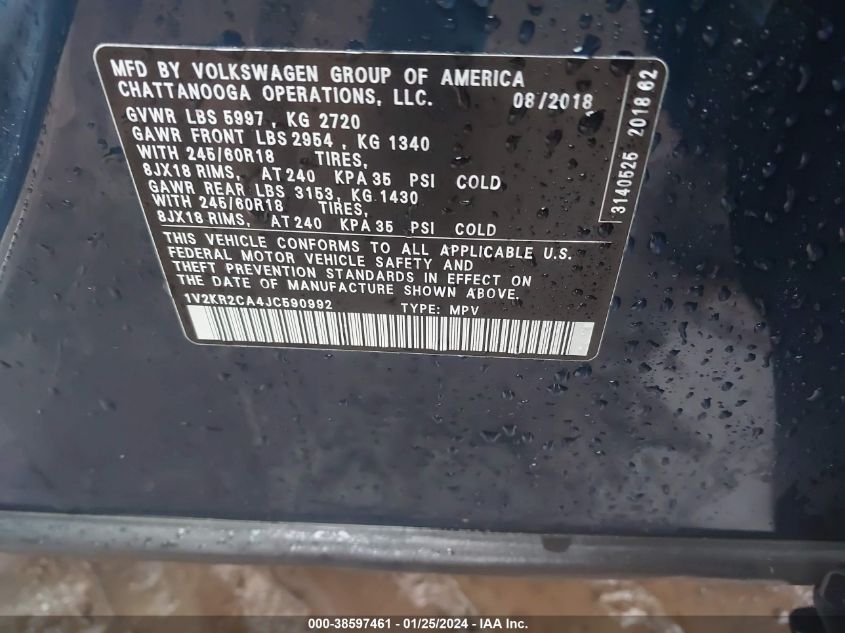 MFD BY VOLKSWAGEN GROUP OF AMERICA
CHATTANOOGA OPERATIONS, LLC. 08/2018
GVWR LBS 5997 , KG 2720
GAWR FRONT LBS 2954 , KG 1340
WITH 245/60R18 TIRES,
8JX18 RIMS, AT 240 KPA 35 PSI COLD
GAWR REAR LBS 3153, KG 1430
WITH 245/60R18 TIRES,
8JX18 RIMS, AT 240 KPA 35 PSI COLD
THIS VEHICLE CONFORMS TO ALL APPLICABLE U.S.
FEDERAL MOTOR VEHICLE SAFETY AND
THEFT PREVENTION STANDARDS IN EFFECT ON
THE DATE OF MANUFACTURE SHOWN ABOVE.
1V2KR2CA4JC590992 TYPE: MPV
3140526 2018 62
000-38597461 - 01/25/2024 - IAA Inc.